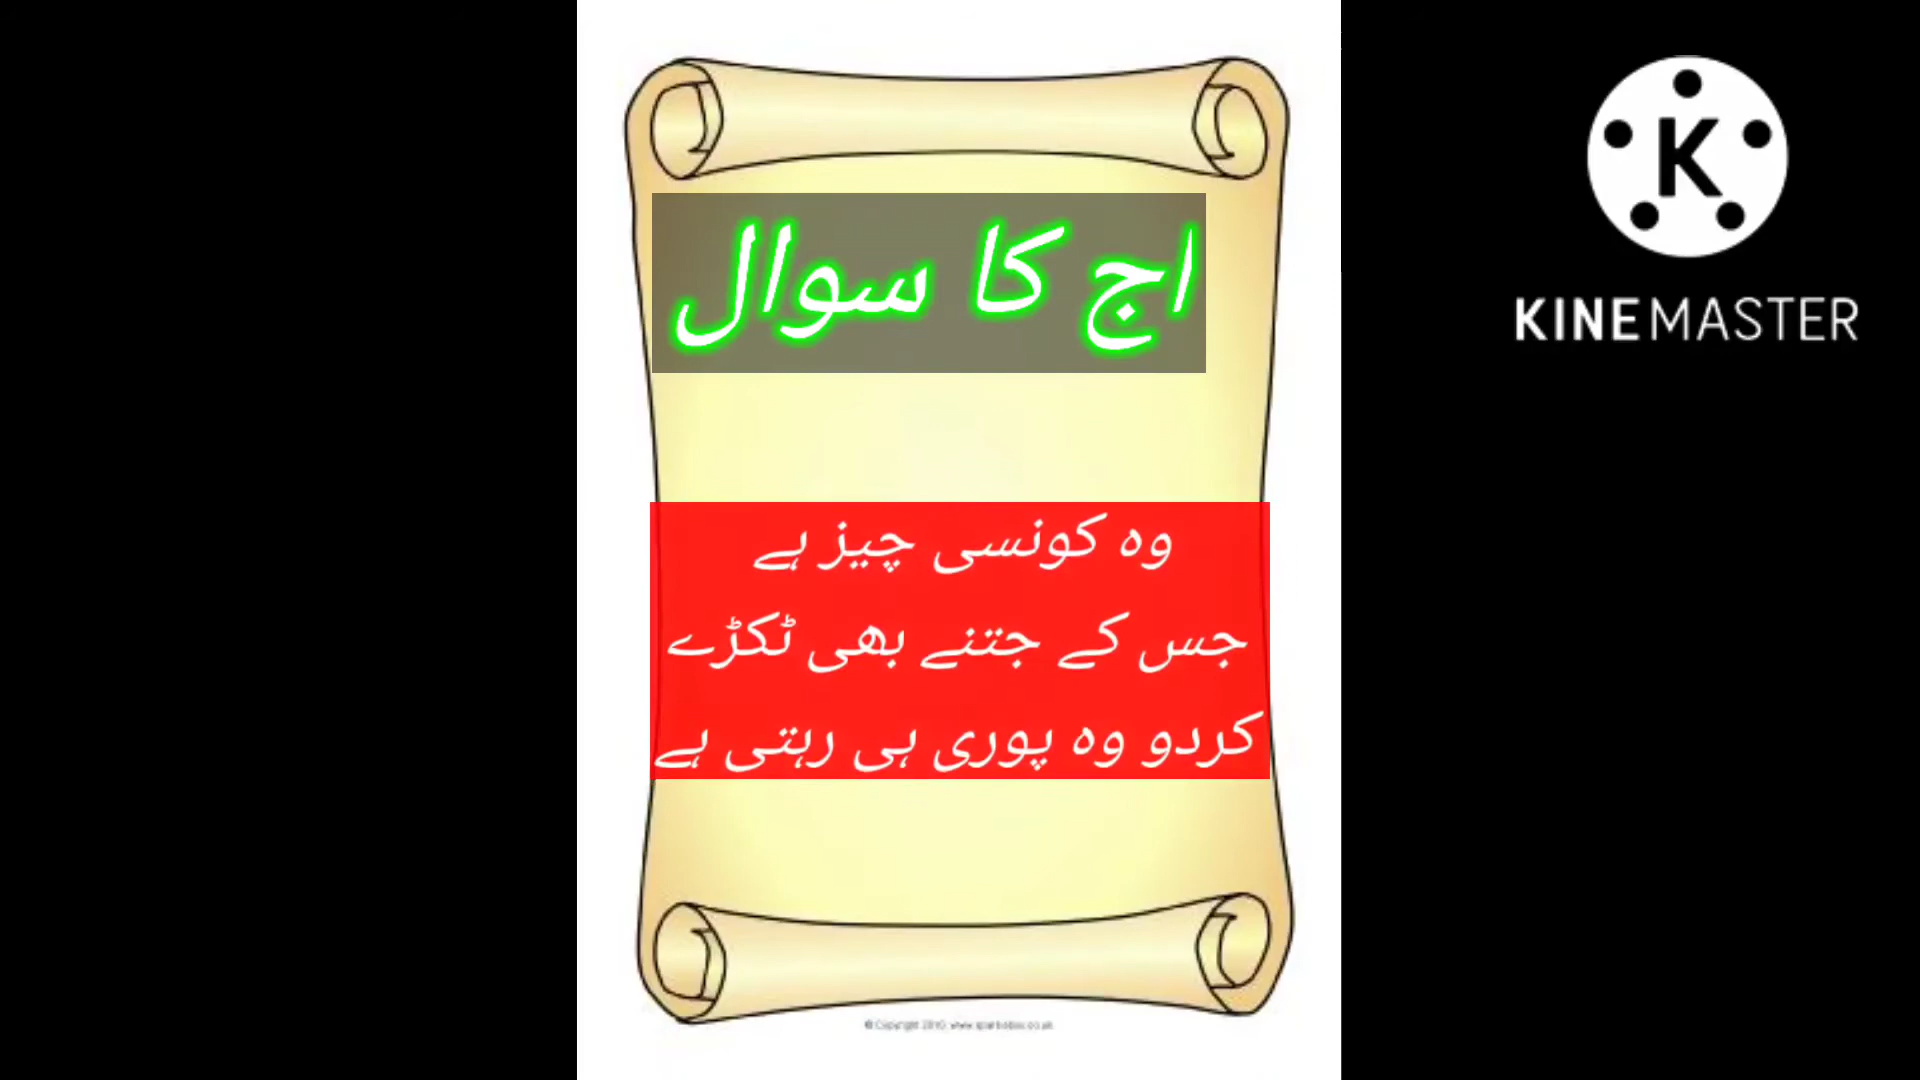 اج کا سوال
وہ کونسی چیز ہے
جس کے جتنے بھی ٹکڑے
کردو وہ پوری ہی رہتی ہے
K
KINEMASTER
© Copyright